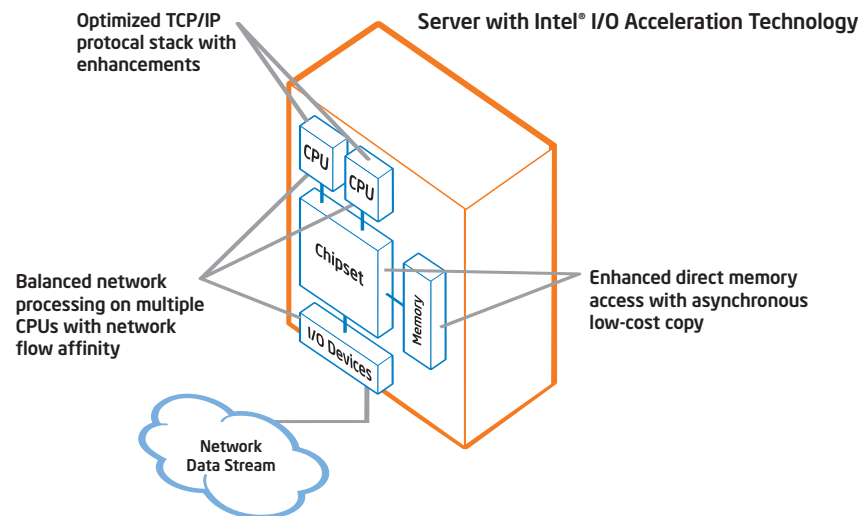 Server with Intel® I/O Acceleration Technology
Optimized TCP/IP
protocal stack with
enhancements
CPU
CPU
Chipset
Memory
I/O Devices
Balanced network
processing on multiple
CPUs with network
flow affinity
Enhanced direct memory
access with asynchronous
low-cost copy
Network
Data Stream